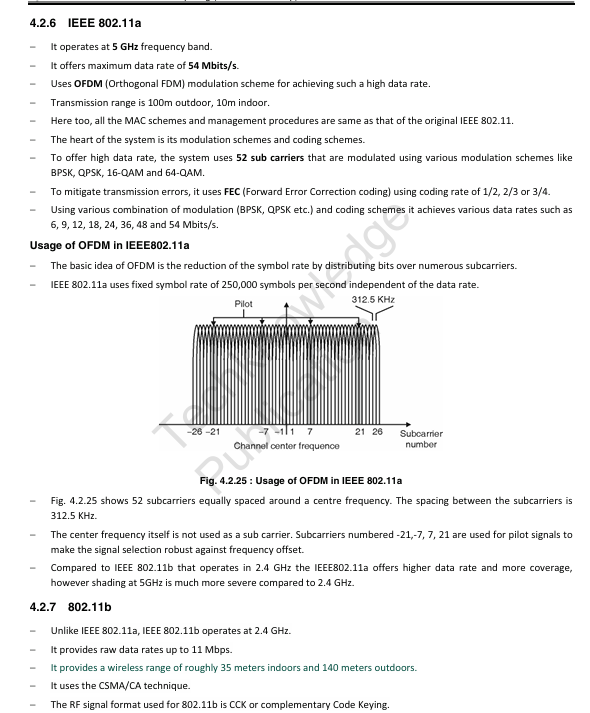 4.2.6 IEEE 802.11a
– It operates at 5 GHz frequency band.
– It offers maximum data rate of 54 Mbits/s.
– Uses OFDM (Orthogonal FDM) modulation scheme for achieving such a high data rate.
– Transmission range is 100m outdoor, 10m indoor.
– Here too, all the MAC schemes and management procedures are same as that of the original IEEE 802.11.
– The heart of the system is its modulation schemes and coding schemes.
– To offer high data rate, the system uses 52 sub carriers that are modulated using various modulation schemes like
BPSK, QPSK, 16-QAM and 64-QAM.
– To mitigate transmission errors, it uses FEC (Forward Error Correction coding) using coding rate of 1/2, 2/3 or 3/4.
– Using various combination of modulation (BPSK, QPSK etc.) and coding schemes it achieves various data rates such as
6, 9, 12, 18, 24, 36, 48 and 54 Mbits/s.
Usage of OFDM in IEEE802.11a
– The basic idea of OFDM is the reduction of the symbol rate by distributing bits over numerous subcarriers.
– IEEE 802.11a uses fixed symbol rate of 250,000 symbols per second independent of the data rate.
Pilot
312.5 KHz
–26 –21 –7 –1 1 7 21 26 Subcarrier
number
Channel center frequence
Fig. 4.2.25 : Usage of OFDM in IEEE 802.11a
– Fig. 4.2.25 shows 52 subcarriers equally spaced around a centre frequency. The spacing between the subcarriers is
312.5 KHz.
– The center frequency itself is not used as a sub carrier. Subcarriers numbered -21,-7, 7, 21 are used for pilot signals to
make the signal selection robust against frequency offset.
– Compared to IEEE 802.11b that operates in 2.4 GHz the IEEE802.11a offers higher data rate and more coverage,
however shading at 5GHz is much more severe compared to 2.4 GHz.
4.2.7 802.11b
– Unlike IEEE 802.11a, IEEE 802.11b operates at 2.4 GHz.
– It provides raw data rates up to 11 Mbps.
– It provides a wireless range of roughly 35 meters indoors and 140 meters outdoors.
– It uses the CSMA/CA technique.
– The RF signal format used for 802.11b is CCK or complementary Code Keying.
TechKnowledge
Publication